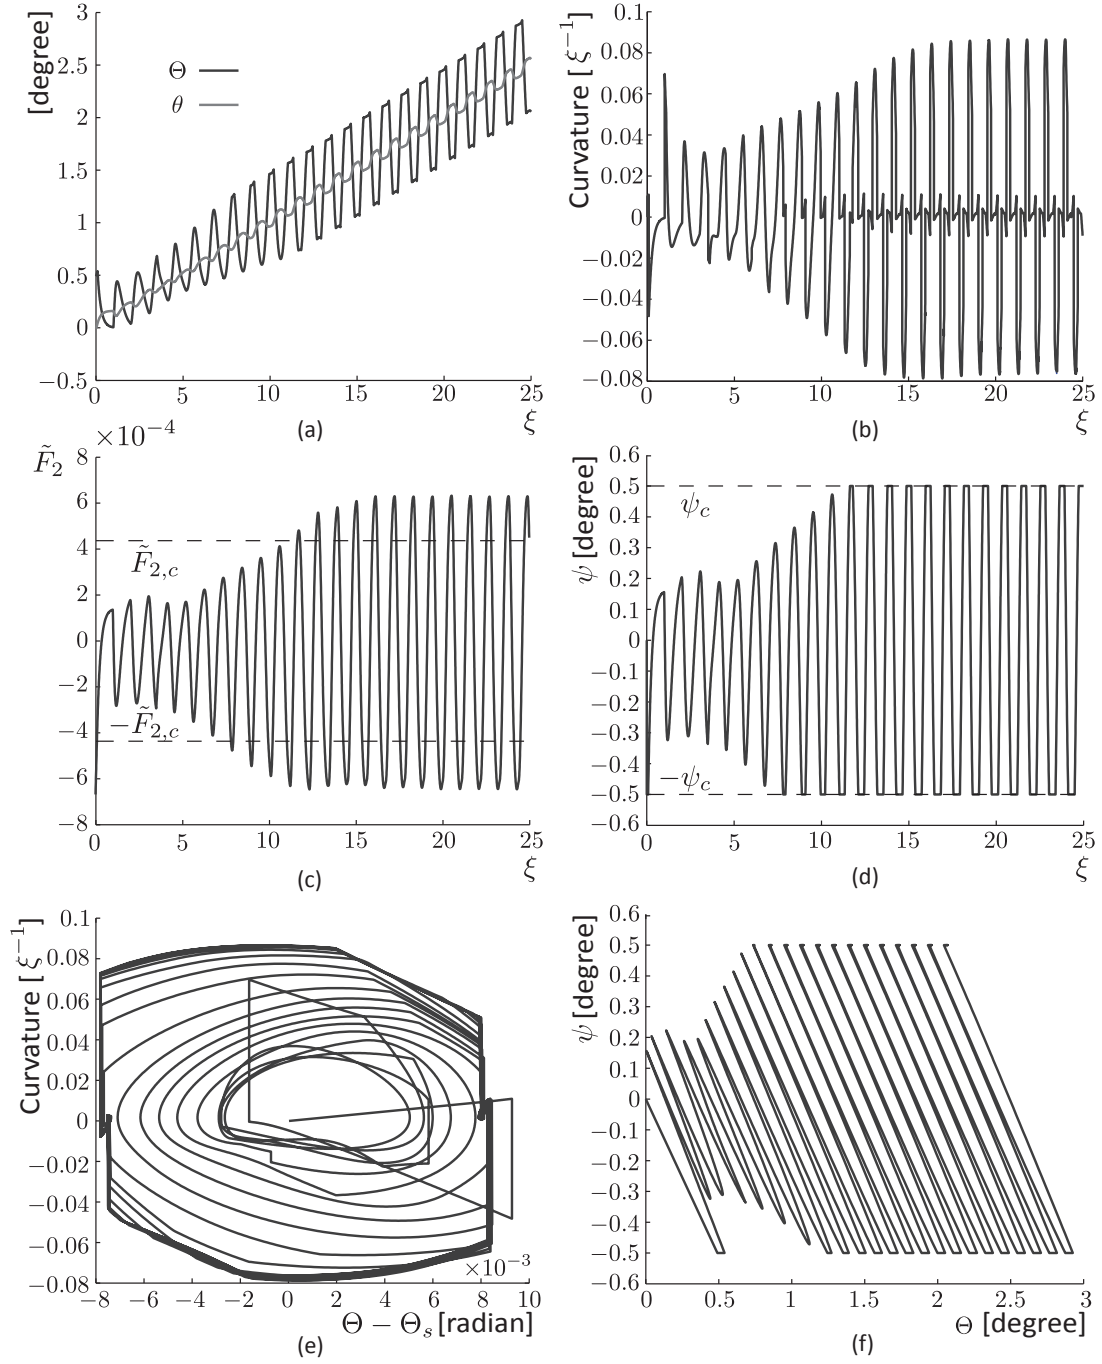 [degree]
3
2.5
2
1.5
1
0.5
0
−0.5
Θ
θ
0 5 10 15 20 25
ξ
(a)
Curvature [ ξ⁻¹]
0.1
0.08
0.06
0.04
0.02
0
−0.02
−0.04
−0.06
−0.08
0 5 10 15 20 25
ξ
(b)
×10⁻⁴
F̃₂
8
6
4
2
0
−2
−4
−6
−8
F̃₂,c
−F̃₂,c
0 5 10 15 20 25
ξ
(c)
ψ [degree]
0.6
0.5
0.4
0.3
0.2
0.1
0
−0.1
−0.2
−0.3
−0.4
−0.5
−0.6
ψc
−ψc
0 5 10 15 20 25
ξ
(d)
Curvature [ ξ⁻¹]
0.1
0.08
0.06
0.04
0.02
0
−0.02
−0.04
−0.06
−0.08
×10⁻³
−8 −6 −4 −2 0 2 4 6 8 10
Θ − Θs [radian]
(e)
ψ [degree]
0.6
0.5
0.4
0.3
0.2
0.1
0
−0.1
−0.2
−0.3
−0.4
−0.5
−0.6
0 0.5 1 1.5 2 2.5 3
Θ [degree]
(f)